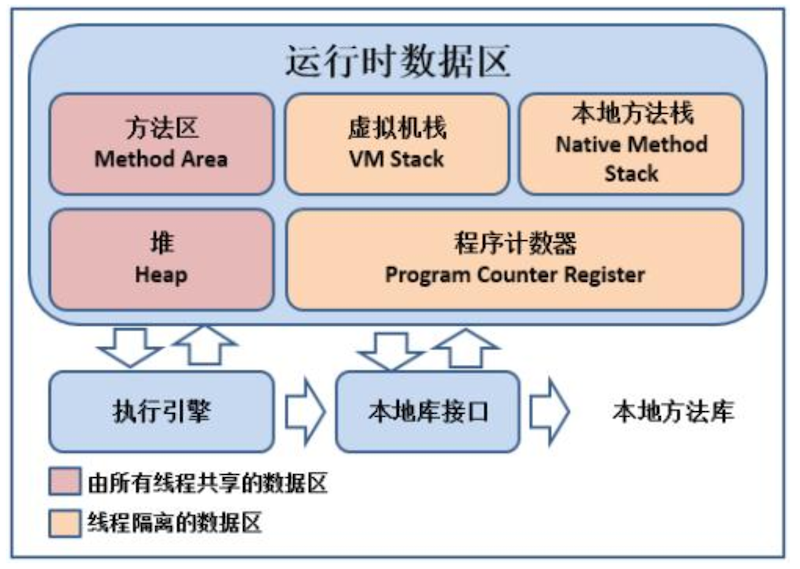 运行时数据区
方法区
Method Area
虚拟机栈
VM Stack
本地方法栈
Native Method
Stack
堆
Heap
程序计数器
Program Counter Register
执行引擎
本地库接口
本地方法库
由所有线程共享的数据区
线程隔离的数据区